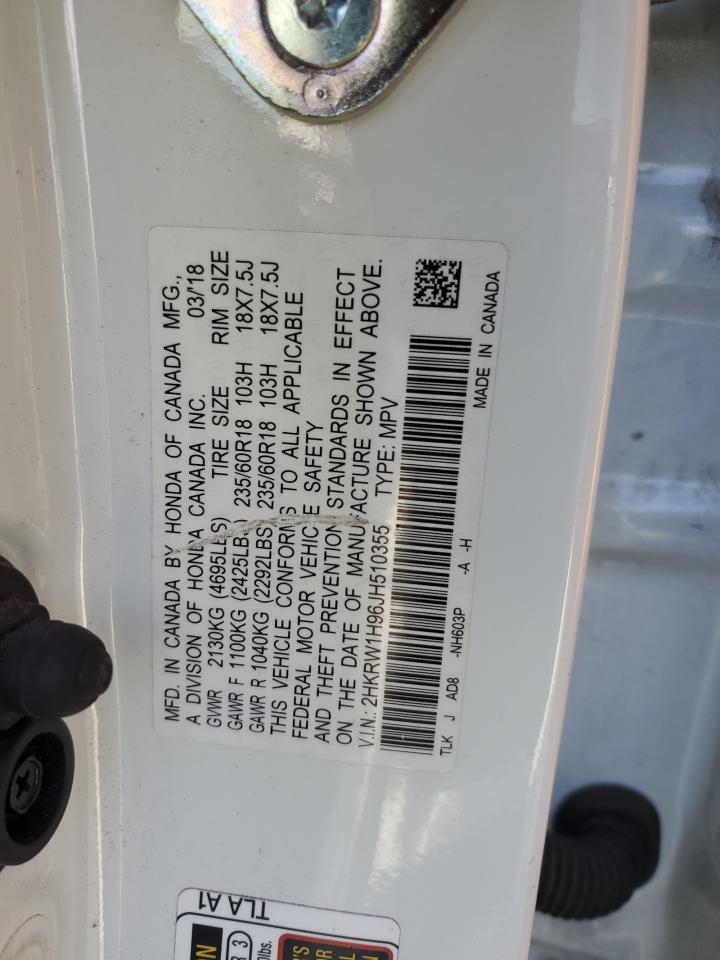 MFD. IN CANADA BY HONDA OF CANADA MFG.,
A DIVISION OF HONDA CANADA INC. 03/'18
GVWR 2130KG (4695LBS) TIRE SIZE RIM SIZE
GAWR F 1100KG (2425LBS) 235/60R18 103H 18X7.5J
GAWR R 1040KG (2292LBS) 235/60R18 103H 18X7.5J
THIS VEHICLE CONFORMS TO ALL APPLICABLE
FEDERAL MOTOR VEHICLE SAFETY
AND THEFT PREVENTION STANDARDS IN EFFECT
ON THE DATE OF MANUFACTURE SHOWN ABOVE.
V.I.N.: 2HKRW1H96JH510355 TYPE: MPV
TLK J AD8 -NH603P -A -H
MADE IN CANADA
TLA A1